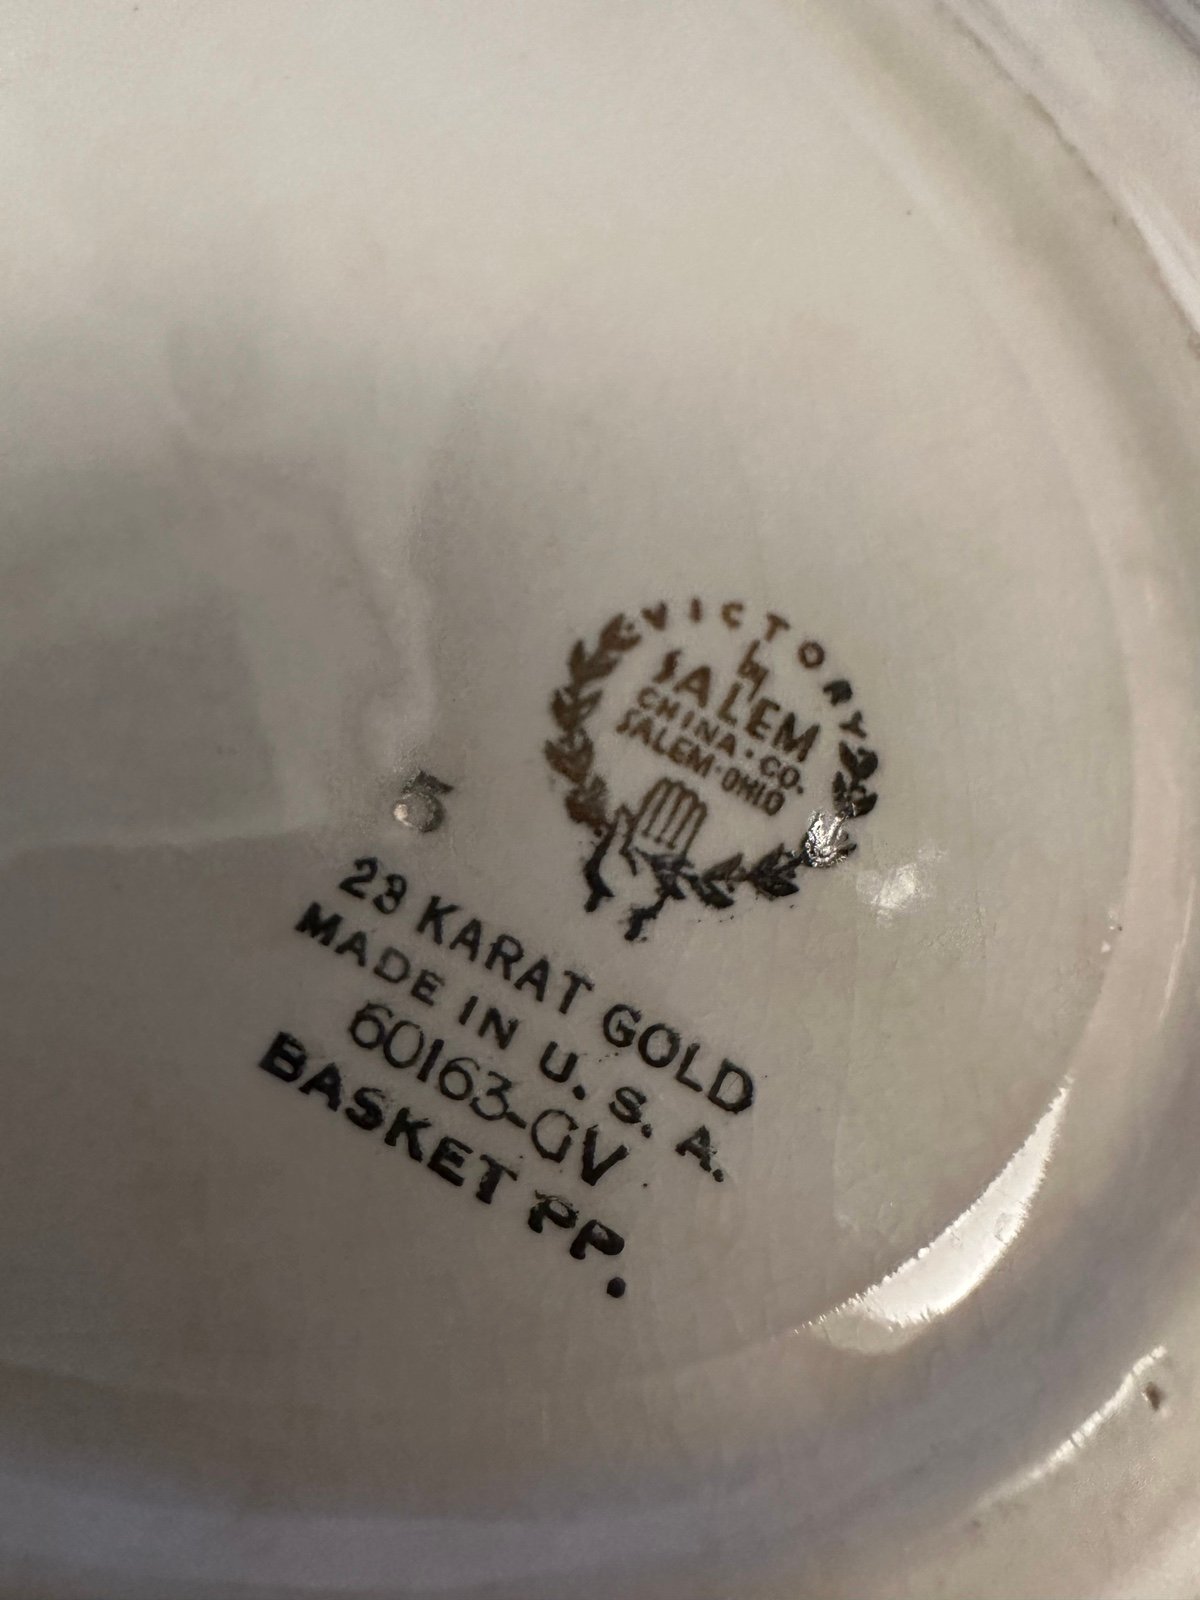 VICTORY
by
SALEM
CHINA · CO.
SALEM · OHIO
5
23 KARAT GOLD
MADE IN U. S. A.
60163-GV
BASKET PP.